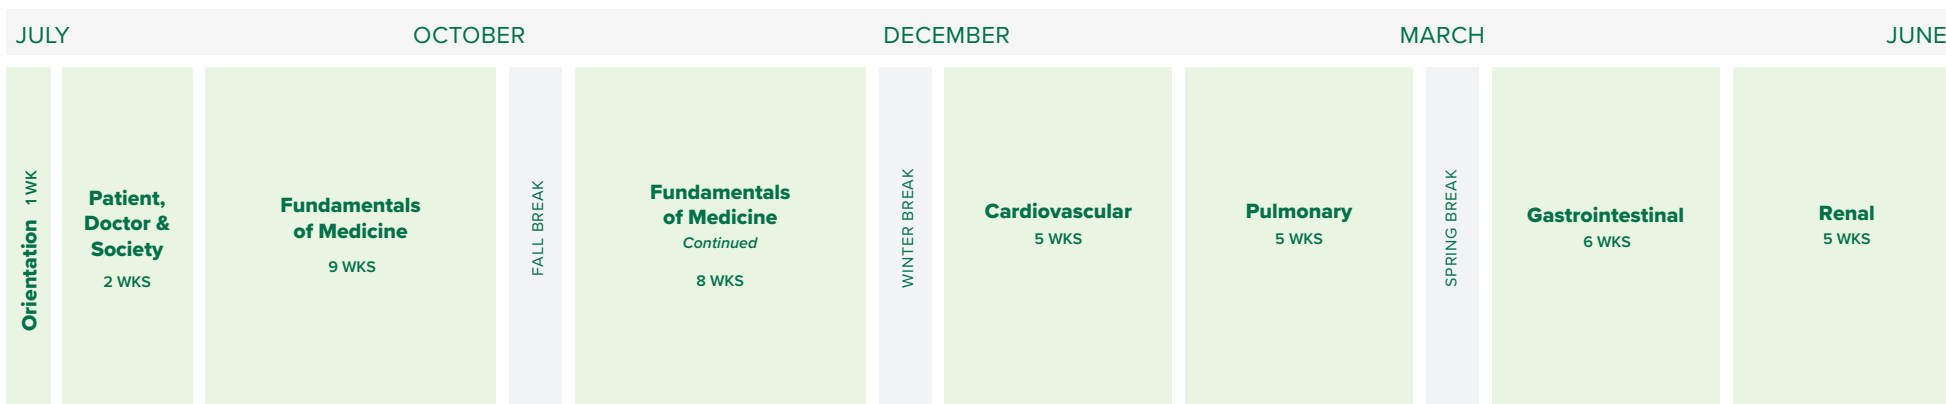 JULY OCTOBER DECEMBER MARCH JUNE
Orientation 1 WK
Patient,
Doctor &
Society
2 WKS
Fundamentals
of Medicine
9 WKS
FALL BREAK
Fundamentals
of Medicine
Continued
8 WKS
WINTER BREAK
Cardiovascular
5 WKS
Pulmonary
5 WKS
SPRING BREAK
Gastrointestinal
6 WKS
Renal
5 WKS